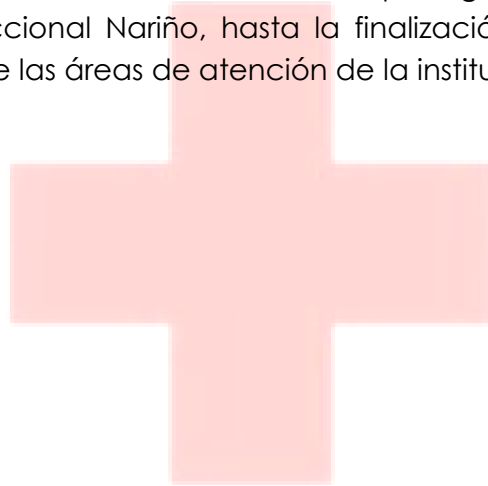 ccional Nariño, hasta la finalizació
e las áreas de atención de la institu